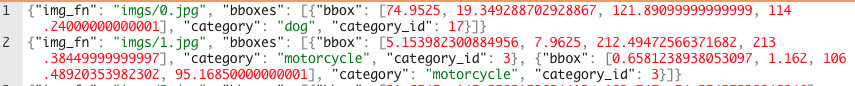 1 {"img_fn": "imgs/0.jpg", "bboxes": [{"bbox": [74.9525, 19.349288702928867, 121.89099999999999, 114
.24000000000001], "category": "dog", "category_id": 17}]}
2 {"img_fn": "imgs/1.jpg", "bboxes": [{"bbox": [5.153982300884956, 7.9625, 212.49472566371682, 213
.38449999999997], "category": "motorcycle", "category_id": 3}, {"bbox": [0.6581238938053097, 1.162, 106
.48920353982302, 95.16850000000001], "category": "motorcycle", "category_id": 3}]}